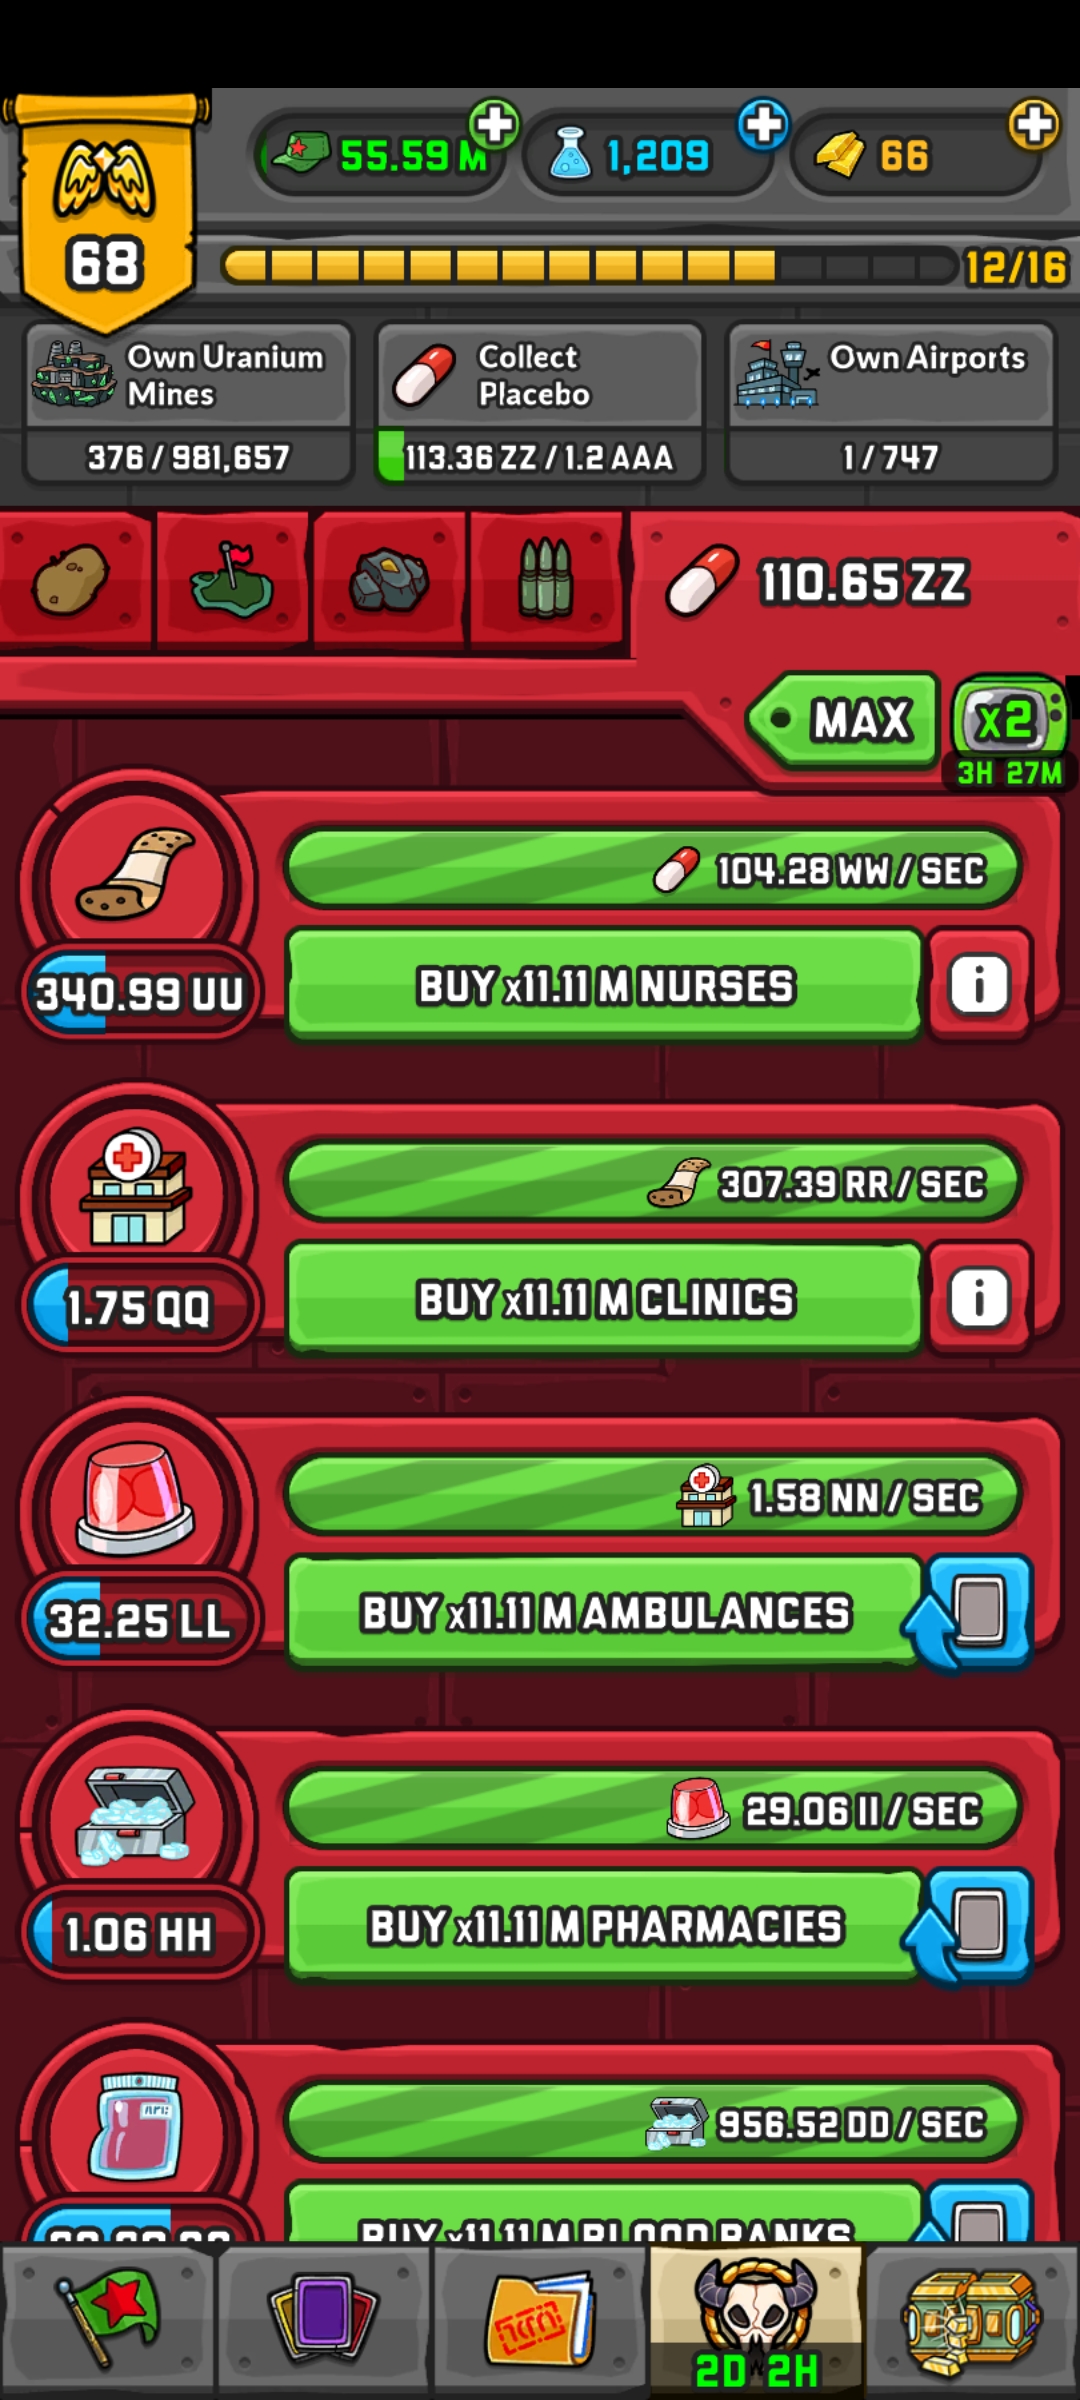 55.59 M
1,209
66
68
12/16
Own Uranium
Mines
376 / 981,657
Collect
Placebo
113.36 ZZ / 1.2 AAA
Own Airports
1 / 747
110.65 ZZ
MAX
x2
3H 27M
104.28 WW / SEC
340.99 UU
BUY x11.11 M NURSES
i
307.39 RR / SEC
1.75 QQ
BUY x11.11 M CLINICS
i
1.58 NN / SEC
32.25 LL
BUY x11.11 M AMBULANCES
29.06 II / SEC
1.06 HH
BUY x11.11 M PHARMACIES
956.52 DD / SEC
BUY x11.11 M BLOOD BANKS
2D 2H